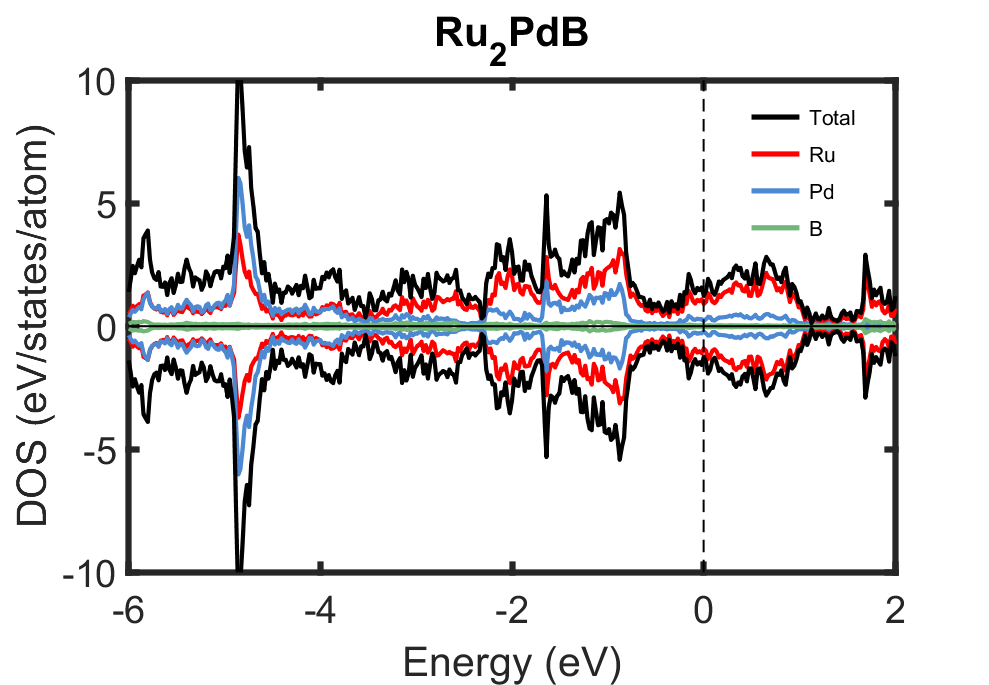 Ru₂PdB
10
5
0
-5
-10
DOS (eV/states/atom)
Total
Ru
Pd
B
-6
-4
-2
0
2
Energy (eV)